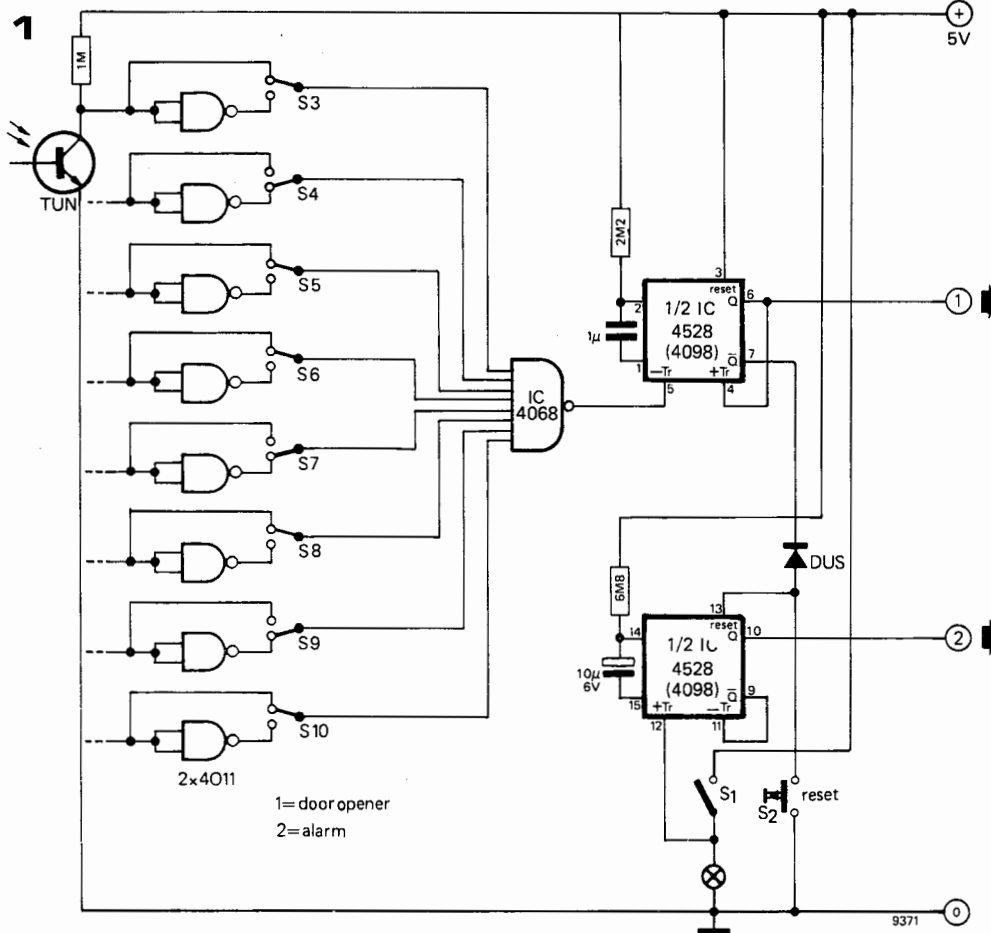 1
+
5V
1M
TUN
S3
S4
S5
S6
S7
S8
S9
S10
2×4011
1= door opener
2= alarm
IC
4068
2M2
1μ
2
1
3
reset
6
Q
1/2 IC
4528
(4098)
7
Q̅
−Tr
+Tr
5
4
1
DUS
6M8
10μ
6V
14
15
13
reset
Q
10
1/2 IC
4528
(4098)
9
Q̅
+Tr
−Tr
12
11
2
S1
S2
reset
9371
0